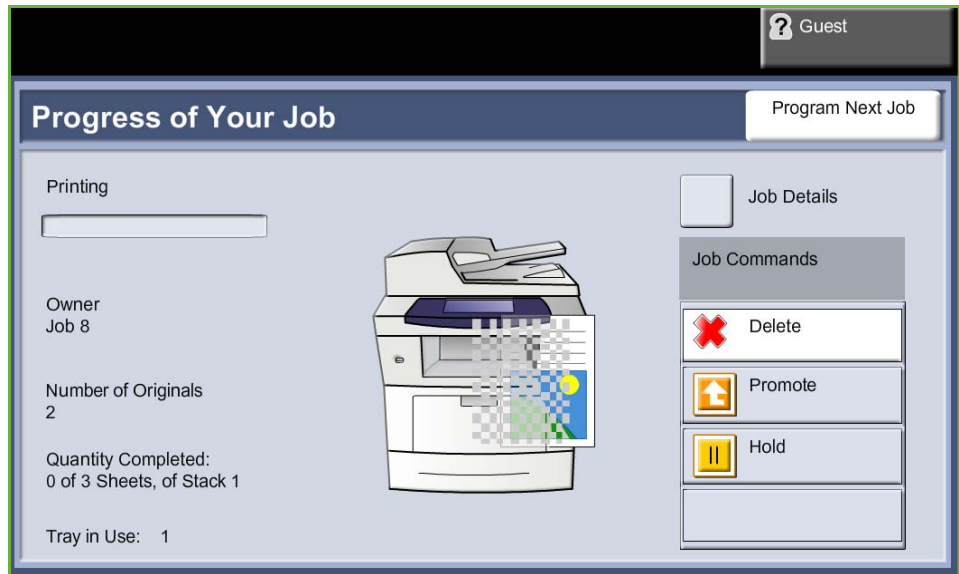 ? Guest
Progress of Your Job
Program Next Job
Printing
Job Details
Job Commands
Owner
Job 8
Delete
Number of Originals
2
Promote
Hold
Quantity Completed:
0 of 3 Sheets, of Stack 1
Tray in Use: 1